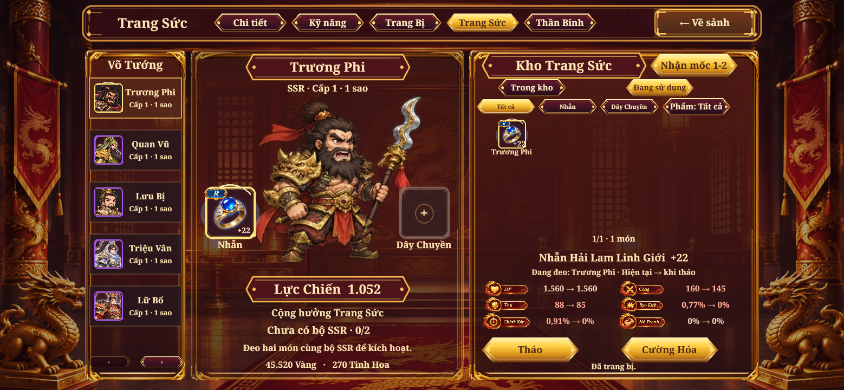 Trang Sức
Chi tiết
Kỹ năng
Trang Bị
Trang Sức
Thần Binh
← Về sảnh
Võ Tướng
Trương Phi
Cấp 1 · 1 sao
Quan Vũ
Cấp 1 · 1 sao
Lưu Bị
Cấp 1 · 1 sao
Triệu Vân
Cấp 1 · 1 sao
Lữ Bố
Cấp 1 · 1 sao
Trương Phi
SSR · Cấp 1 · 1 sao
R
+22
Nhẫn
+
Dây Chuyền
Lực Chiến 1.052
Cộng hưởng Trang Sức
Chưa có bộ SSR · 0/2
Đeo hai món cùng bộ SSR để kích hoạt.
45.520 Vàng · 270 Tinh Hoa
Kho Trang Sức
Nhận mốc 1-2
Trong kho
Đang sử dụng
Tất cả
Nhẫn
Dây Chuyền
Phẩm: Tất cả
Trương Phi
1/1 · 1 món
Nhẫn Hải Lam Linh Giới +22
Đang đeo: Trương Phi · Hiện tại → khi tháo
1.560 → 1.560
Công
160 → 145
Thủ
88 → 85
0,77% → 0%
Chính Xác
0,91% → 0%
0% → 0%
Tháo
Cường Hóa
Đã trang bị.